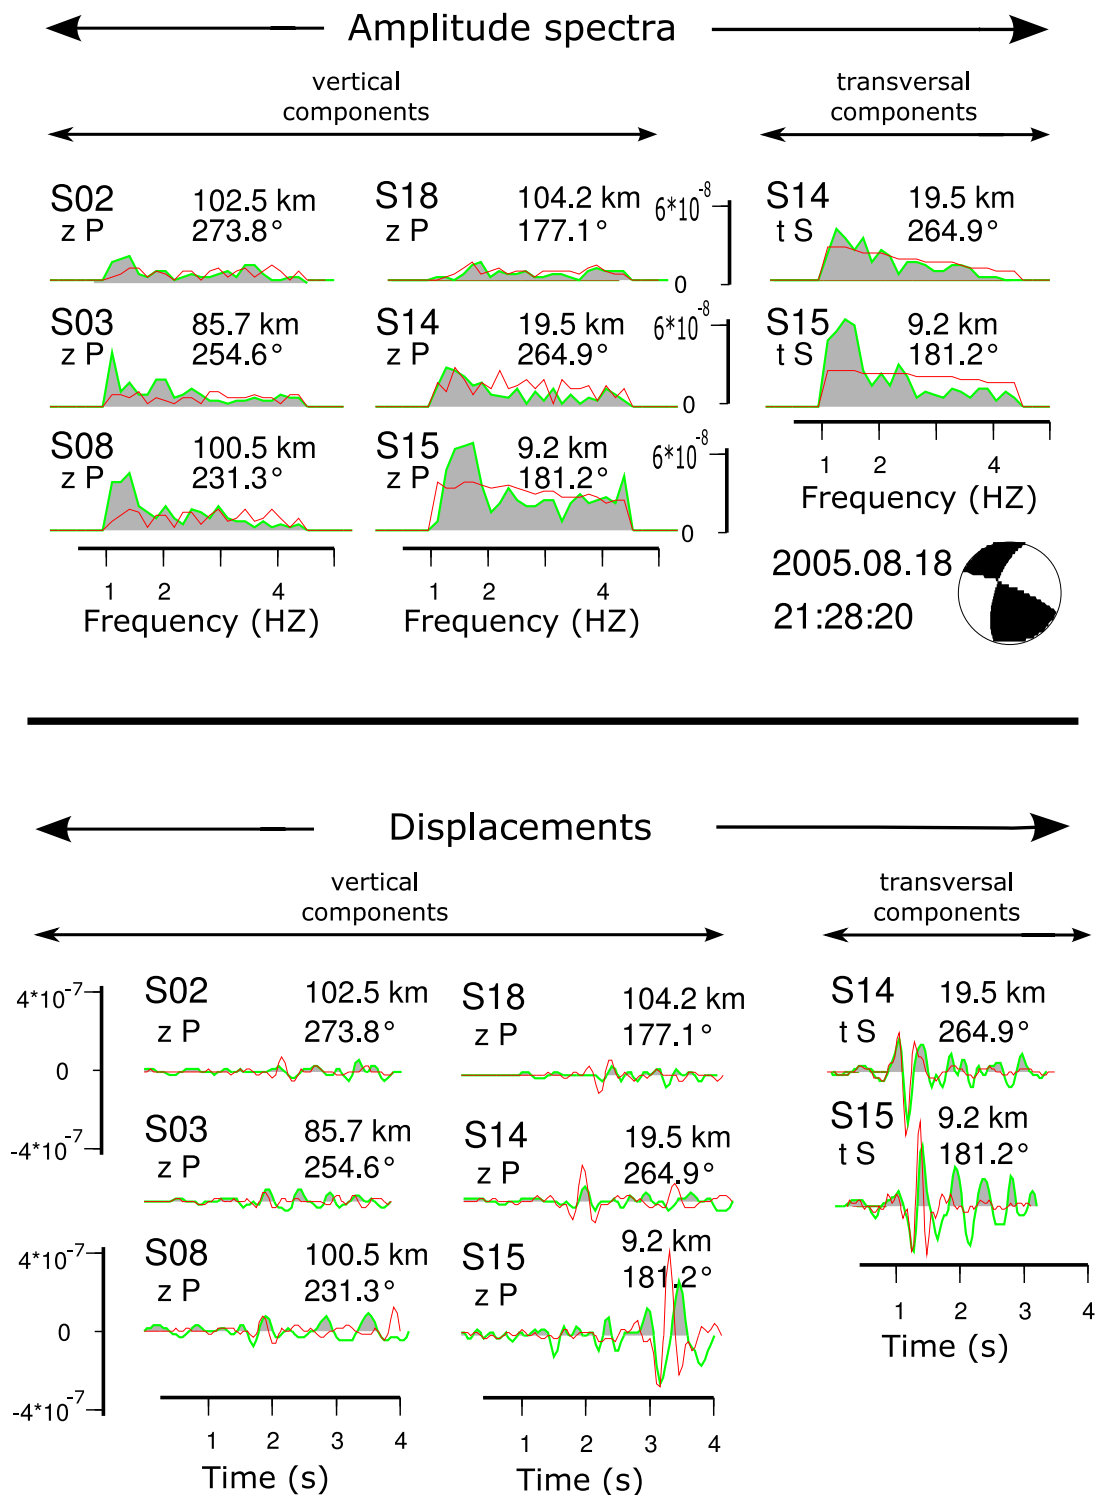 Amplitude spectra
vertical
components
transversal
components
S02 102.5 km
z P 273.8°
S18 104.2 km
z P 177.1°
6*10-8
0
S14 19.5 km
t S 264.9°
S03 85.7 km
z P 254.6°
S14 19.5 km
z P 264.9°
6*10-8
0
S15 9.2 km
t S 181.2°
S08 100.5 km
z P 231.3°
S15 9.2 km
z P 181.2°
6*10-8
0
1 2 4
Frequency (HZ)
1 2 4
Frequency (HZ)
1 2 4
Frequency (HZ)
2005.08.18
21:28:20
Displacements
vertical
components
transversal
components
4*10-7
0
-4*10-7
S02 102.5 km
z P 273.8°
S18 104.2 km
z P 177.1°
S14 19.5 km
t S 264.9°
S03 85.7 km
z P 254.6°
S14 19.5 km
z P 264.9°
S15 9.2 km
t S 181.2°
4*10-7
0
-4*10-7
S08 100.5 km
z P 231.3°
S15 9.2 km
z P 181.2°
1 2 3 4
Time (s)
1 2 3 4
Time (s)
1 2 3 4
Time (s)